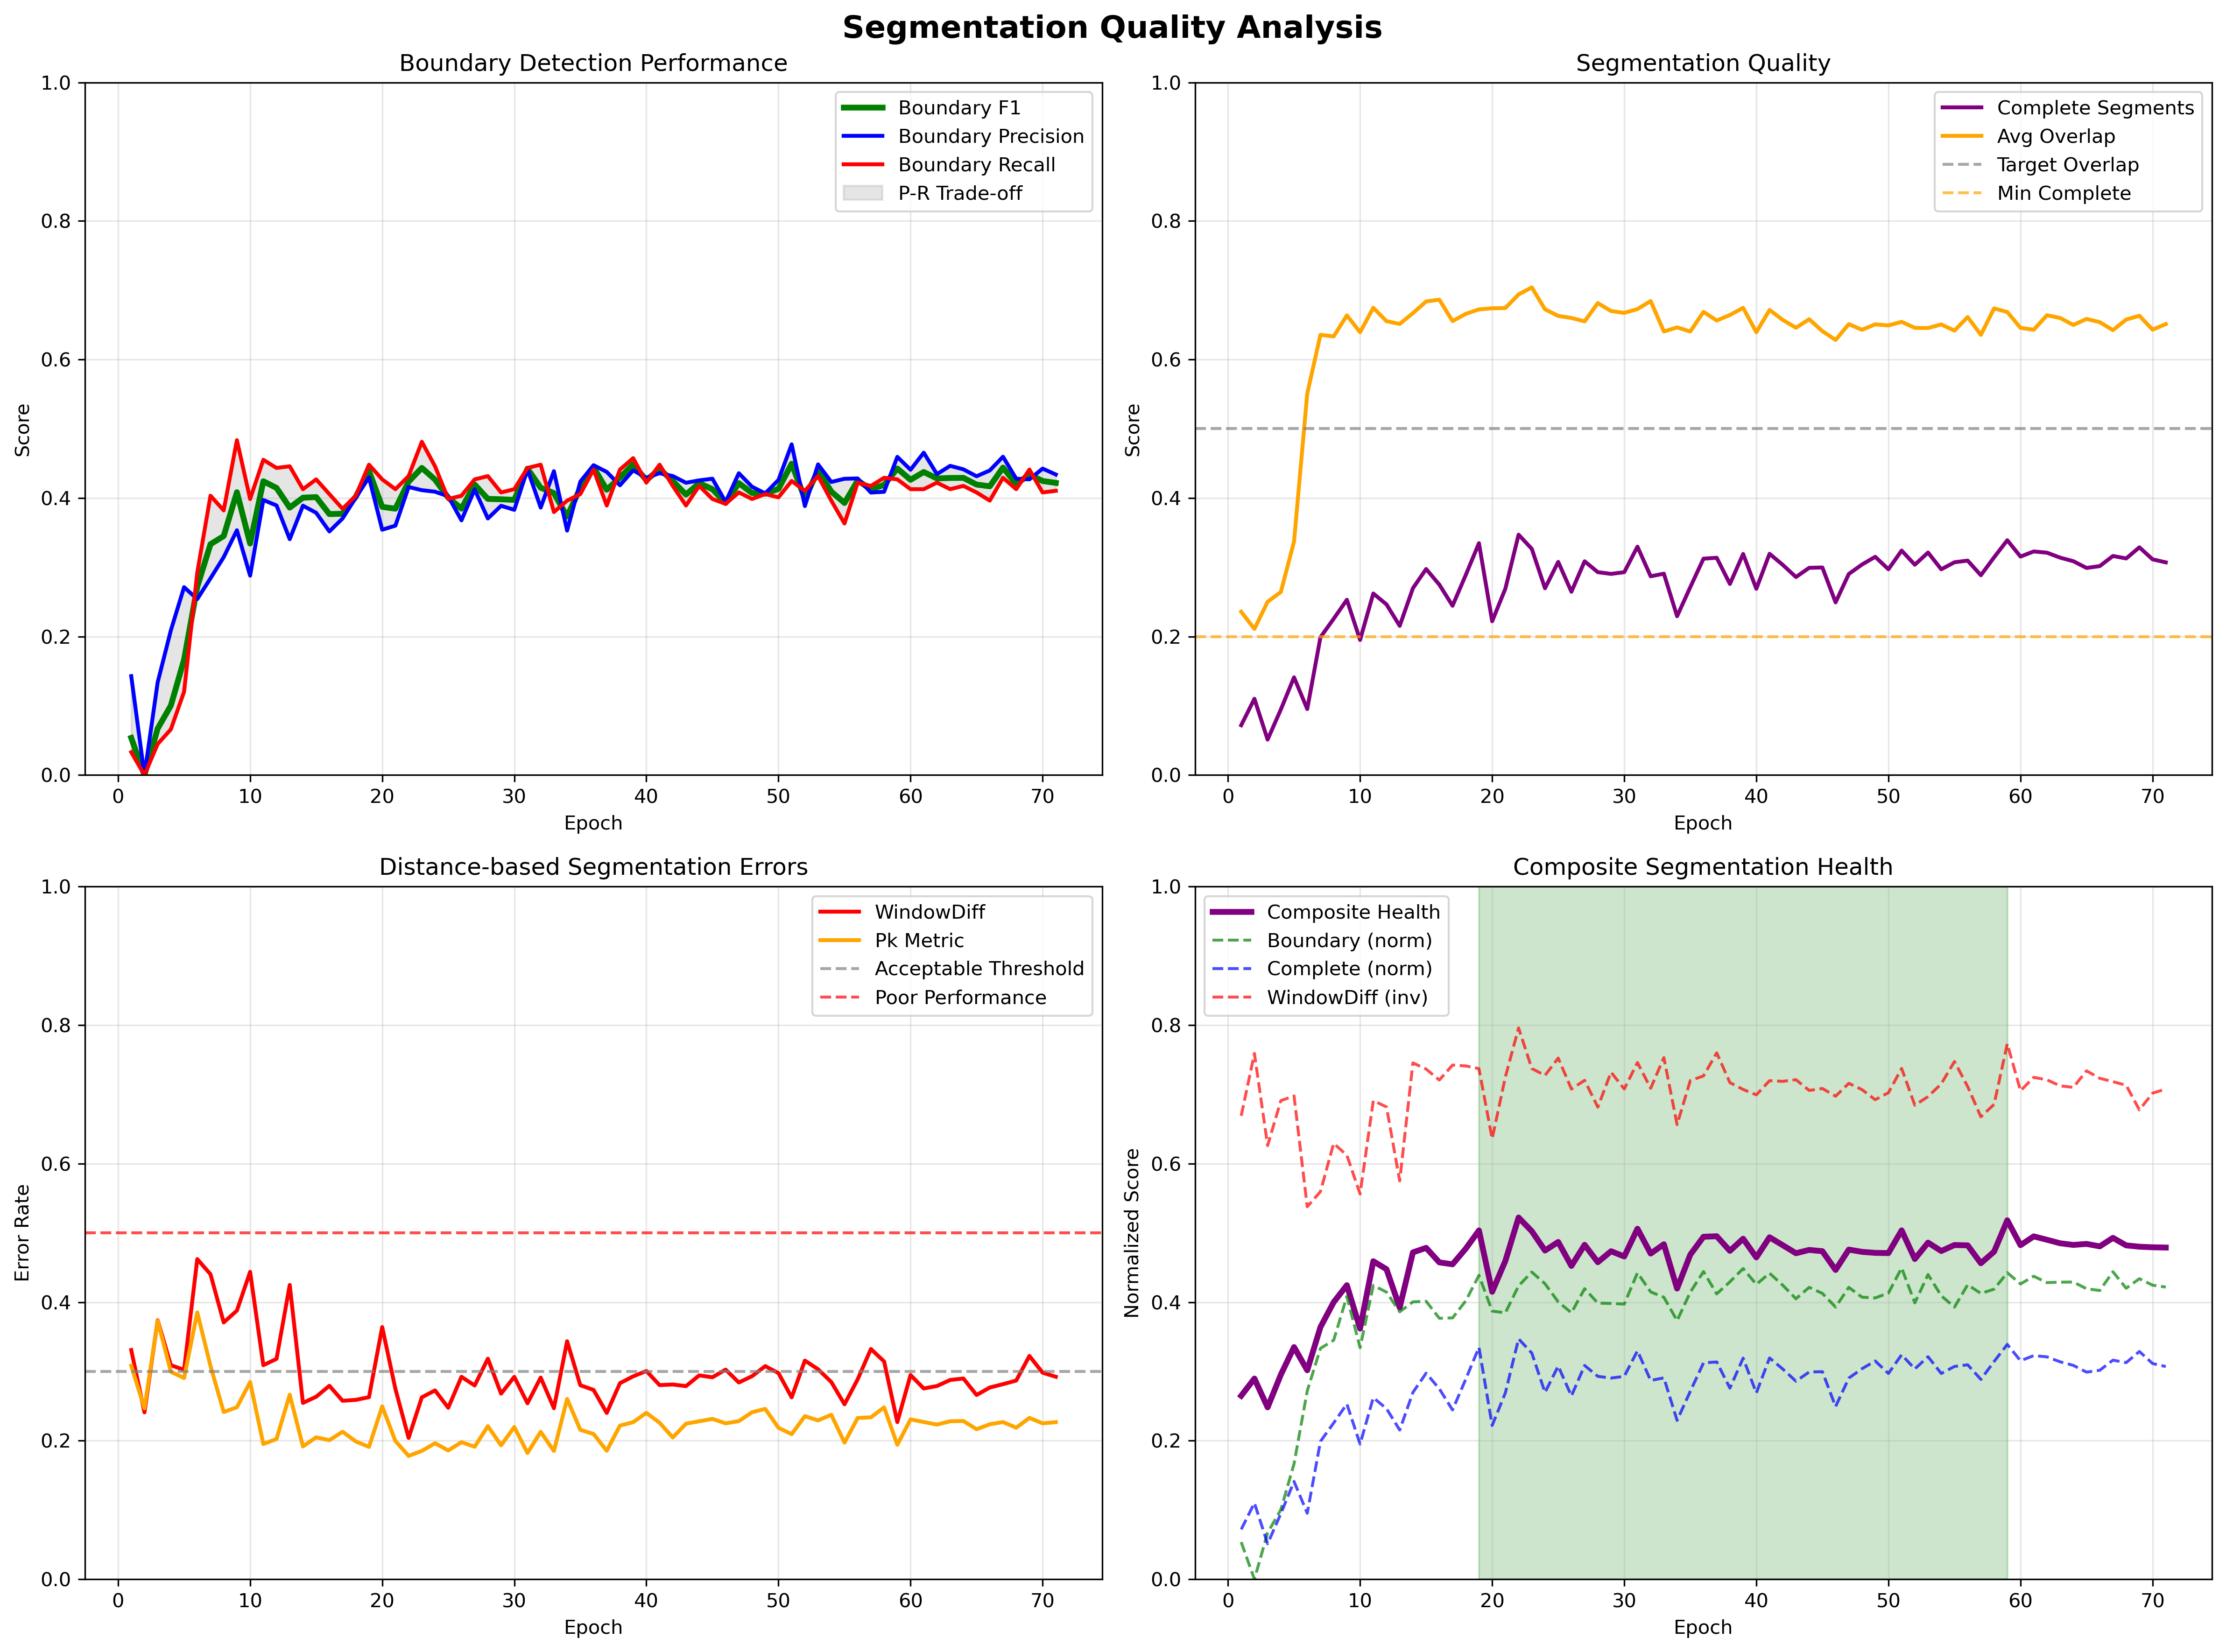 Segmentation Quality Analysis
Boundary Detection Performance
Score
1.0
0.8
0.6
0.4
0.2
0.0
Boundary F1
Boundary Precision
Boundary Recall
P-R Trade-off
0 10 20 30 40 50 60 70
Epoch
Segmentation Quality
Score
1.0
0.8
0.6
0.4
0.2
0.0
Complete Segments
Avg Overlap
Target Overlap
Min Complete
0 10 20 30 40 50 60 70
Epoch
Distance-based Segmentation Errors
Error Rate
1.0
0.8
0.6
0.4
0.2
0.0
WindowDiff
Pk Metric
Acceptable Threshold
Poor Performance
0 10 20 30 40 50 60 70
Epoch
Composite Segmentation Health
Normalized Score
1.0
0.8
0.6
0.4
0.2
0.0
Composite Health
Boundary (norm)
Complete (norm)
WindowDiff (inv)
0 10 20 30 40 50 60 70
Epoch